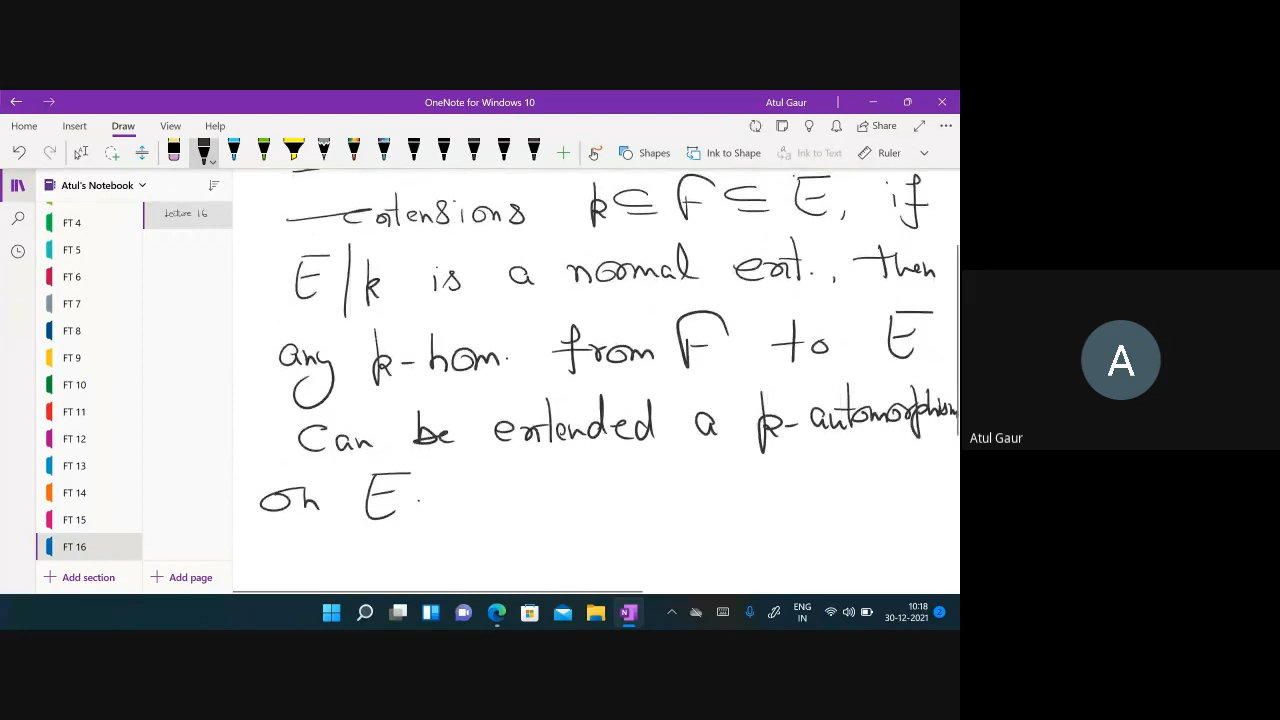 OneNote for Windows 10
Atul Gaur
Home Insert Draw View Help
Share
Shapes
Ink to Shape
Ink to Text
Ruler
Atul's Notebook
FT 4
FT 5
FT 6
FT 7
FT 8
FT 9
FT 10
FT 11
FT 12
FT 13
FT 14
FT 15
FT 16
Add section
Lecture 16
Add page
extensions k ⊆ F ⊆ E, if
E/k is a normal ext., then
any k-hom. from F to E
Can be extended a k-automorphism
on E.
A
Atul Gaur
ENG
IN
10:18
30-12-2021
2